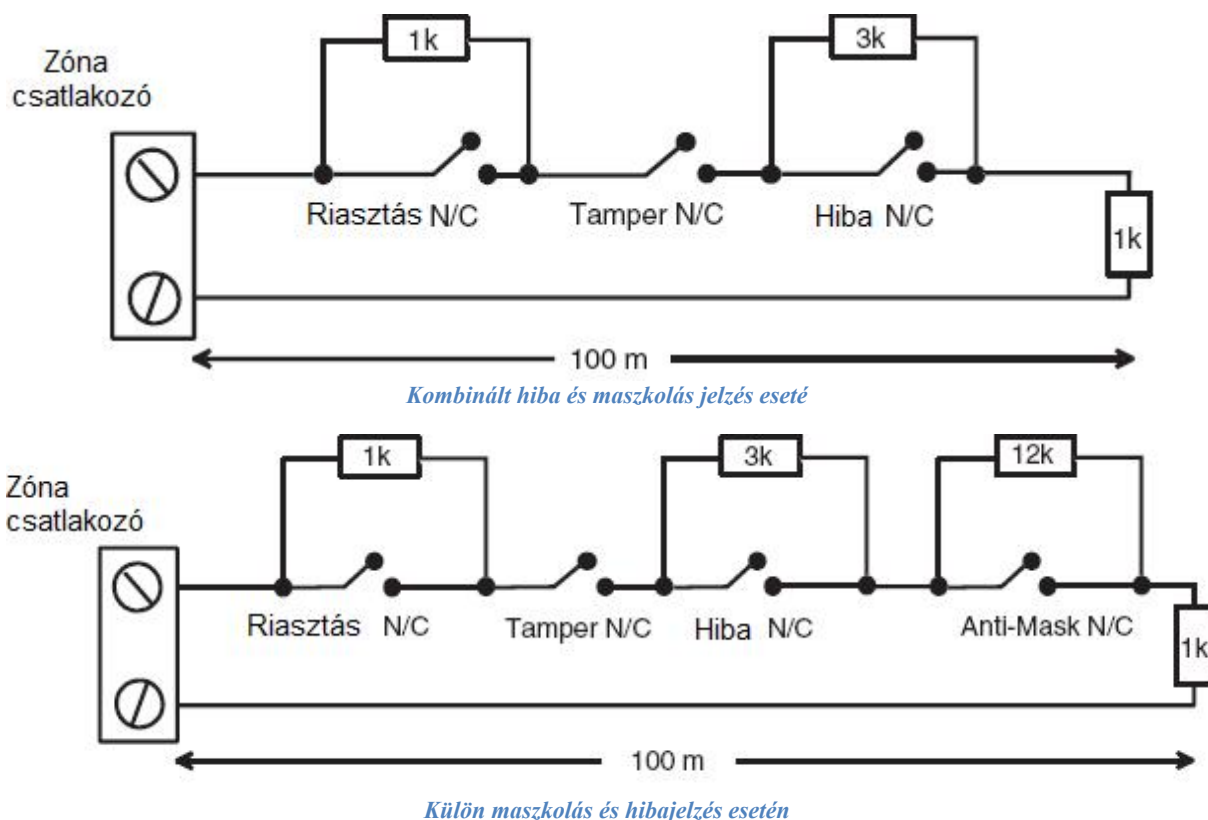 1k
3k
Zóna
csatlakozó
Riasztás N/C
Tamper N/C
Hiba N/C
1k
100 m
Kombinált hiba és maszkolás jelzés eseté
1k
3k
12k
Zóna
csatlakozó
Riasztás N/C
Tamper N/C
Hiba N/C
Anti-Mask N/C
1k
100 m
Külön maszkolás és hibajelzés esetén